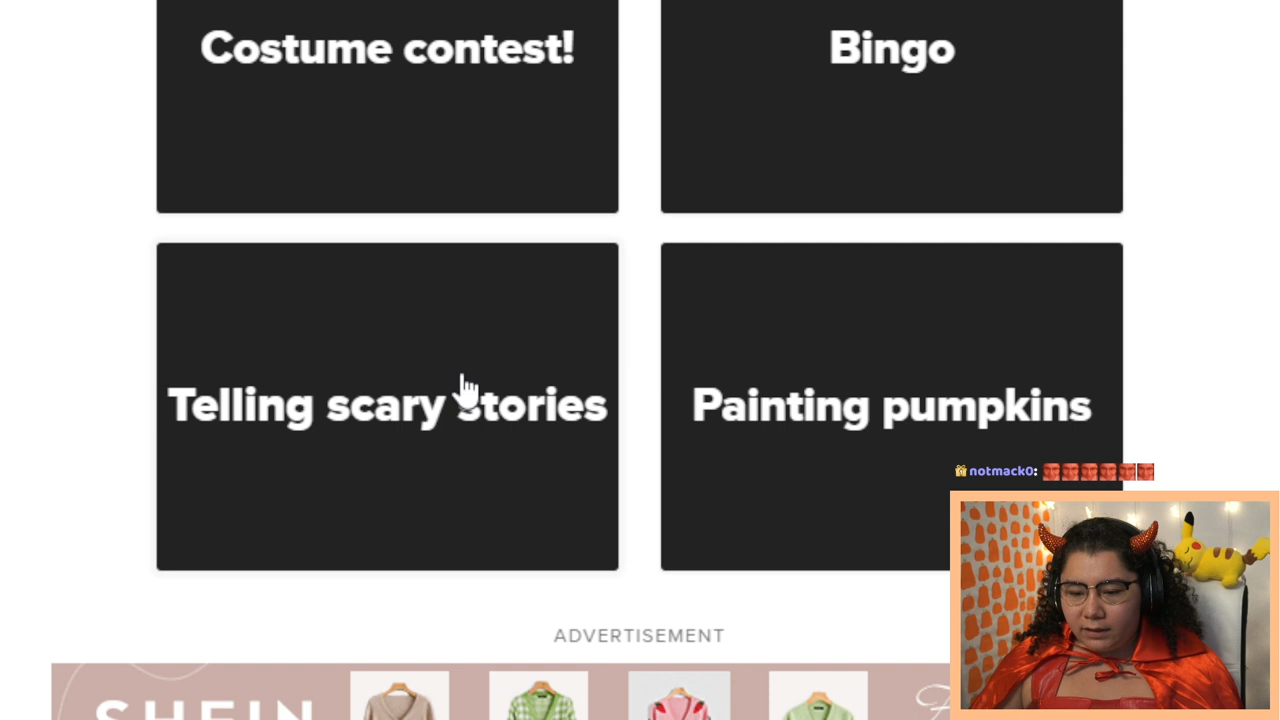 Costume contest!
Bingo
Telling scary stories
Painting pumpkins
notmack0:
ADVERTISEMENT
SHEIN